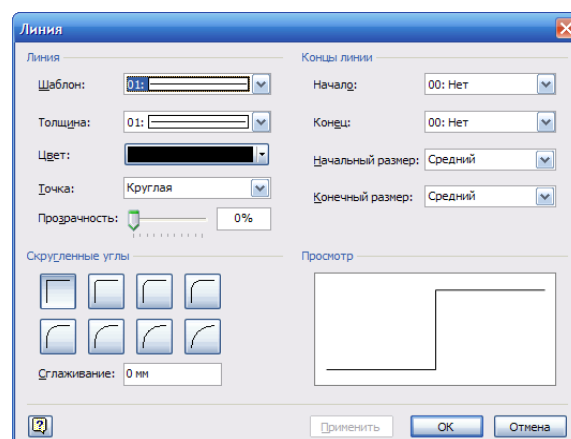 Линия
Линия
Шаблон: 01:
Толщина: 01:
Цвет:
Точка: Круглая
Прозрачность: 0%
Концы линии
Начало: 00: Нет
Конец: 00: Нет
Начальный размер: Средний
Конечный размер: Средний
Скругленные углы
Сглаживание: 0 мм
Просмотр
?
Применить
ОК
Отмена